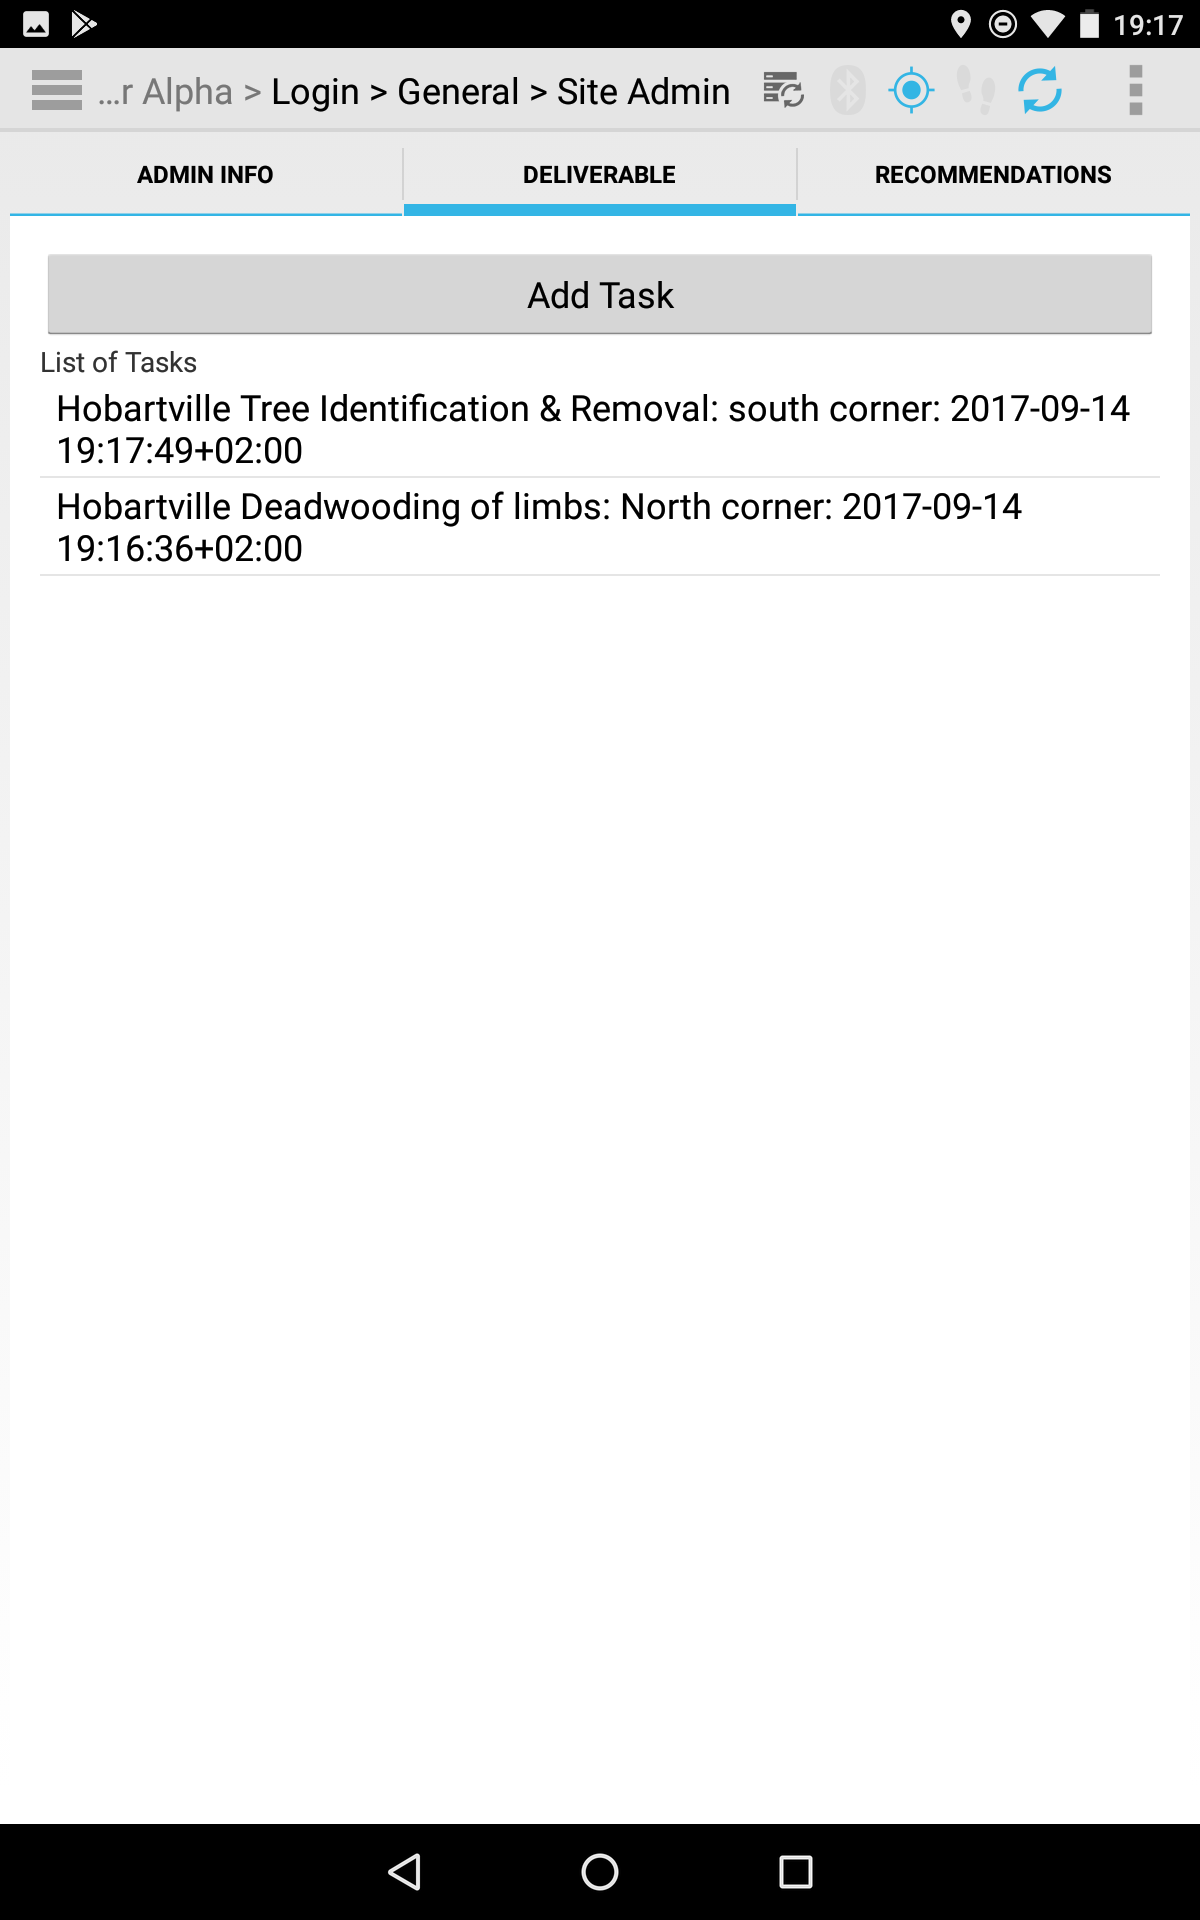 19:17
...r Alpha > Login > General > Site Admin
ADMIN INFO
DELIVERABLE
RECOMMENDATIONS
Add Task
List of Tasks
Hobartville Tree Identification & Removal: south corner: 2017-09-14
19:17:49+02:00
Hobartville Deadwooding of limbs: North corner: 2017-09-14
19:16:36+02:00